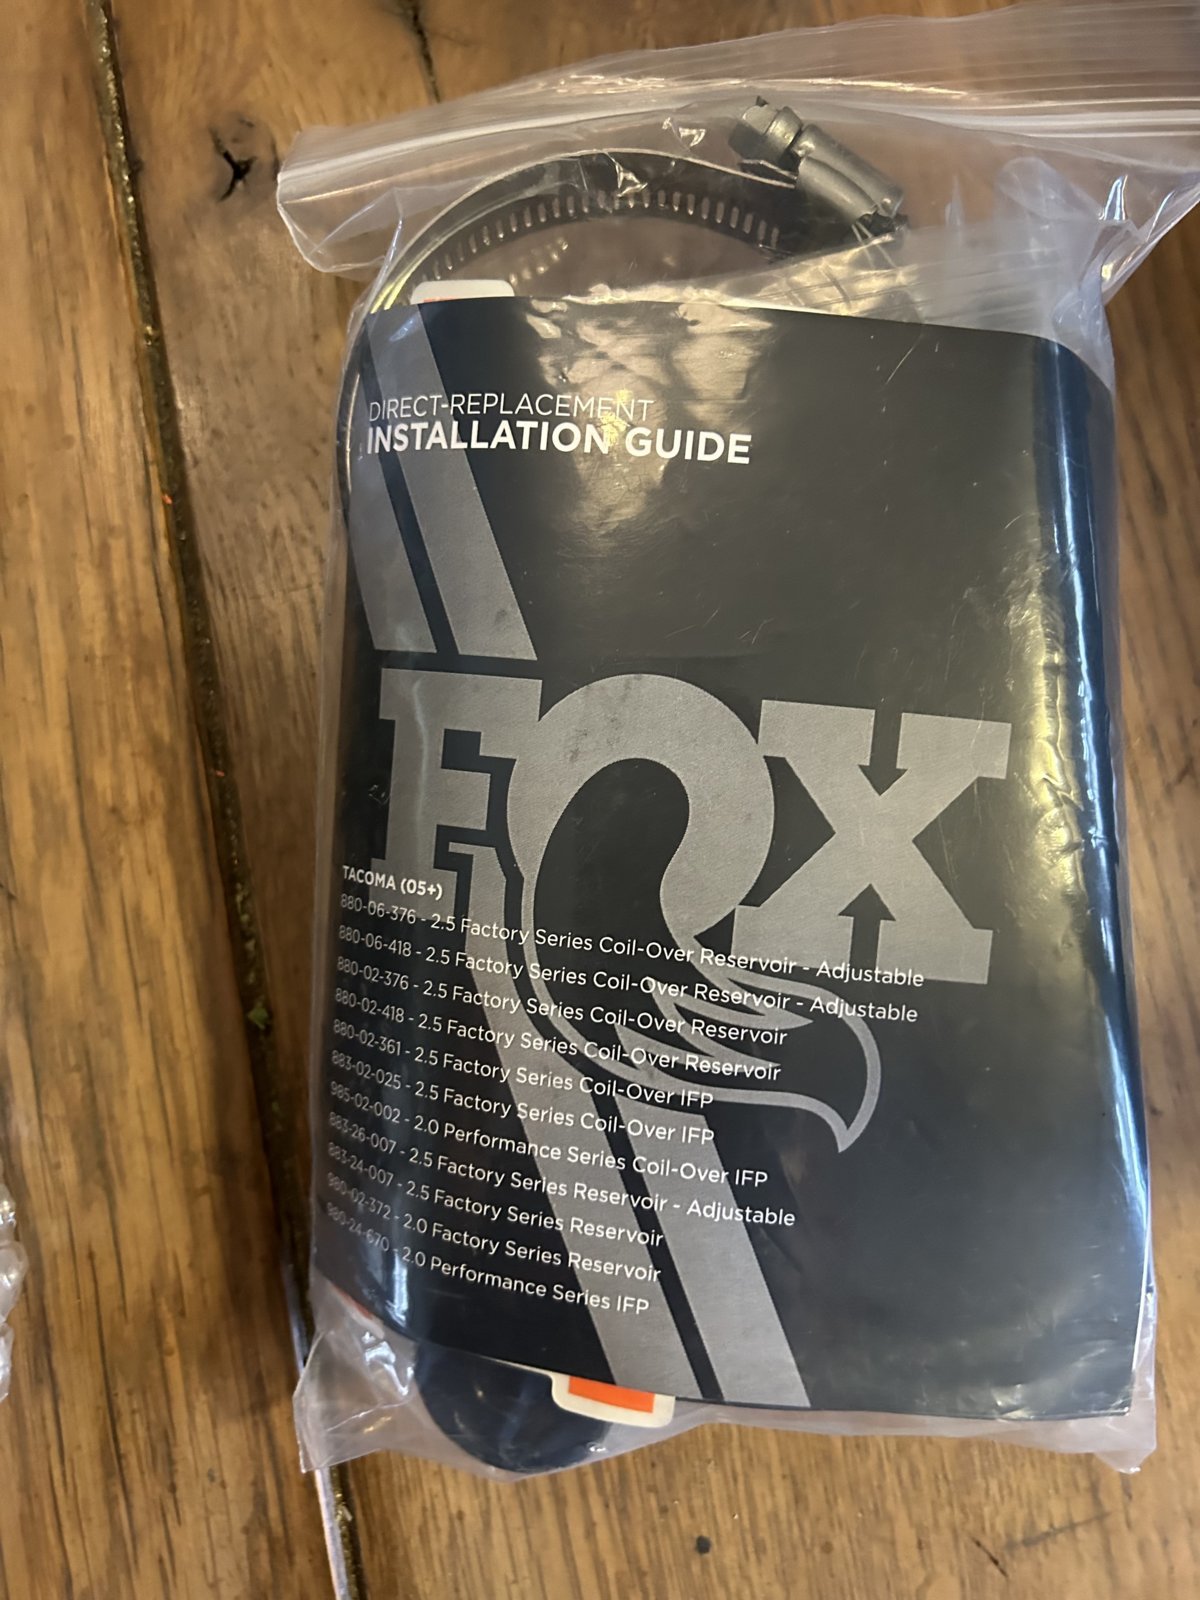 DIRECT-REPLACEMENT
INSTALLATION GUIDE
FOX
TACOMA (05+)
880-06-376 - 2.5 Factory Series Coil-Over Reservoir - Adjustable
880-06-418 - 2.5 Factory Series Coil-Over Reservoir - Adjustable
880-02-376 - 2.5 Factory Series Coil-Over Reservoir
880-02-418 - 2.5 Factory Series Coil-Over Reservoir
880-02-361 - 2.5 Factory Series Coil-Over IFP
883-02-025 - 2.5 Factory Series Coil-Over IFP
985-02-002 - 2.0 Performance Series Coil-Over IFP
883-26-007 - 2.5 Factory Series Reservoir - Adjustable
883-24-007 - 2.5 Factory Series Reservoir
880-02-372 - 2.0 Factory Series Reservoir
880-24-670 - 2.0 Performance Series IFP